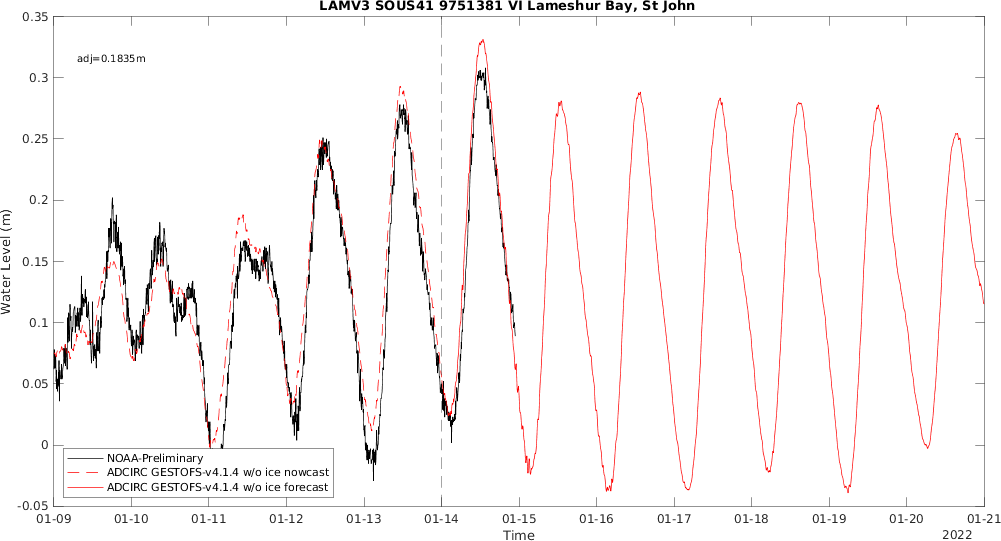 LAMV3 SOUS41 9751381 VI Lameshur Bay, St John
adj=0.1835m
0.35
0.3
0.25
0.2
0.15
0.1
0.05
0
-0.05
Water Level (m)
NOAA-Preliminary
ADCIRC GESTOFS-v4.1.4 w/o ice nowcast
ADCIRC GESTOFS-v4.1.4 w/o ice forecast
01-09 01-10 01-11 01-12 01-13 01-14 01-15 01-16 01-17 01-18 01-19 01-20 01-21
Time
2022